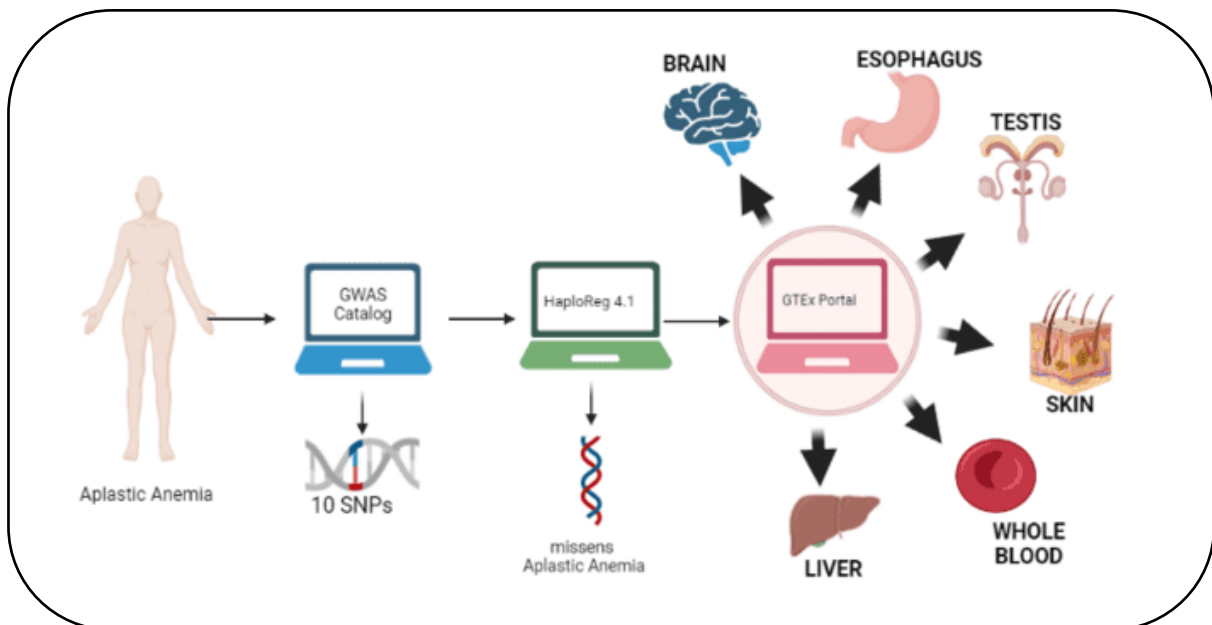 Aplastic Anemia
GWAS
Catalog
10 SNPs
HaploReg 4.1
missens
Aplastic Anemia
GTEx Portal
BRAIN
ESOPHAGUS
TESTIS
SKIN
WHOLE
BLOOD
LIVER